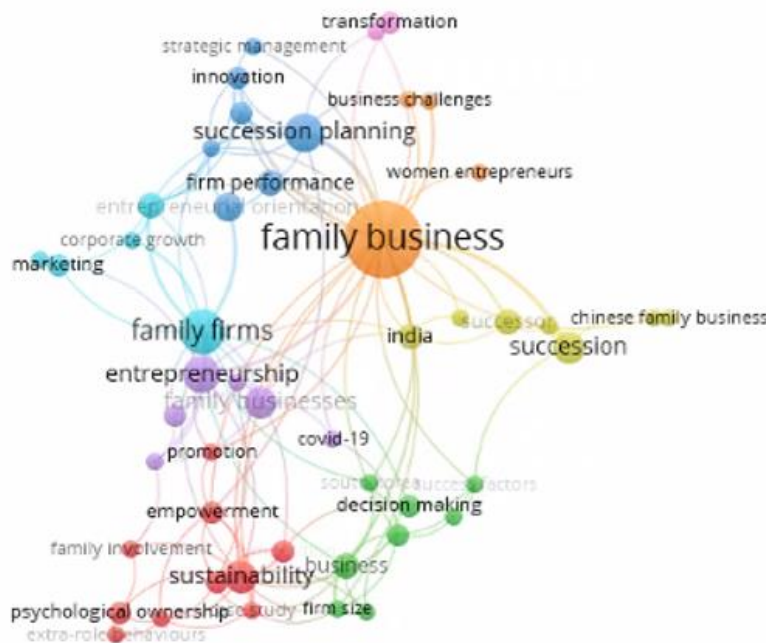 transformation
strategic management
innovation
business challenges
succession planning
women entrepreneurs
firm performance
entrepreneurial orientation
family business
corporate growth
marketing
chinese family business
successor
family firms
india
succession
entrepreneurship
family businesses
covid-19
promotion
south korea
success factors
decision making
empowerment
family involvement
business
sustainability
psychological ownership
case study
firm size
extra-role behaviours